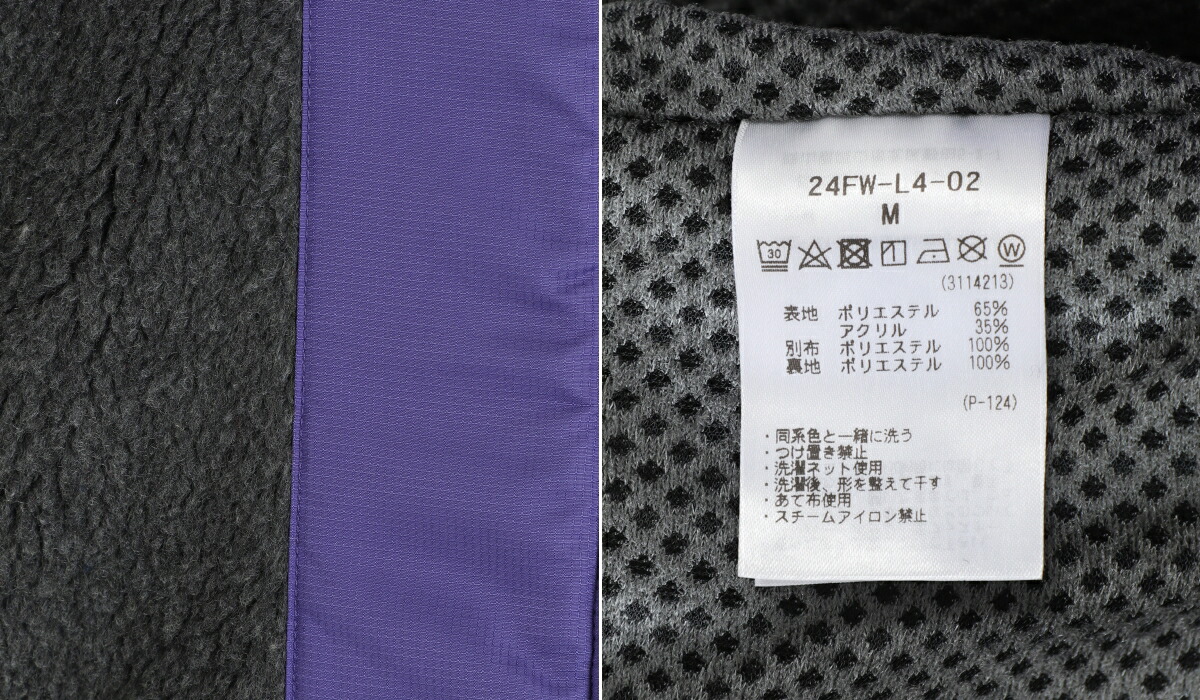 24FW-L4-02
M
30
W
(3114213)
表地 ポリエステル 65%
アクリル 35%
別布 ポリエステル 100%
裏地 ポリエステル 100%
(P-124)
・同系色と一緒に洗う
・つけ置き禁止
・洗濯ネット使用
・洗濯後、形を整えて干す
・あて布使用
・スチームアイロン禁止